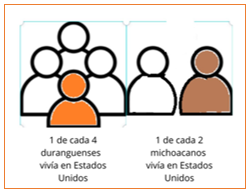 1 de cada 4
duranguenses
vivía en Estados
Unidos
1 de cada 2
michoacanos
vivía en Estados
Unidos